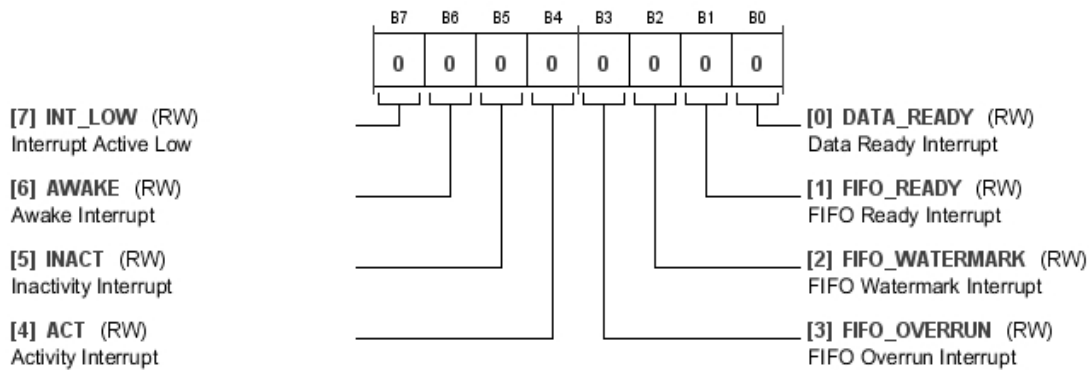 B7 B6 B5 B4 B3 B2 B1 B0
0 0 0 0 0 0 0 0
[7] INT_LOW (RW)
Interrupt Active Low
[6] AWAKE (RW)
Awake Interrupt
[5] INACT (RW)
Inactivity Interrupt
[4] ACT (RW)
Activity Interrupt
[0] DATA_READY (RW)
Data Ready Interrupt
[1] FIFO_READY (RW)
FIFO Ready Interrupt
[2] FIFO_WATERMARK (RW)
FIFO Watermark Interrupt
[3] FIFO_OVERRUN (RW)
FIFO Overrun Interrupt